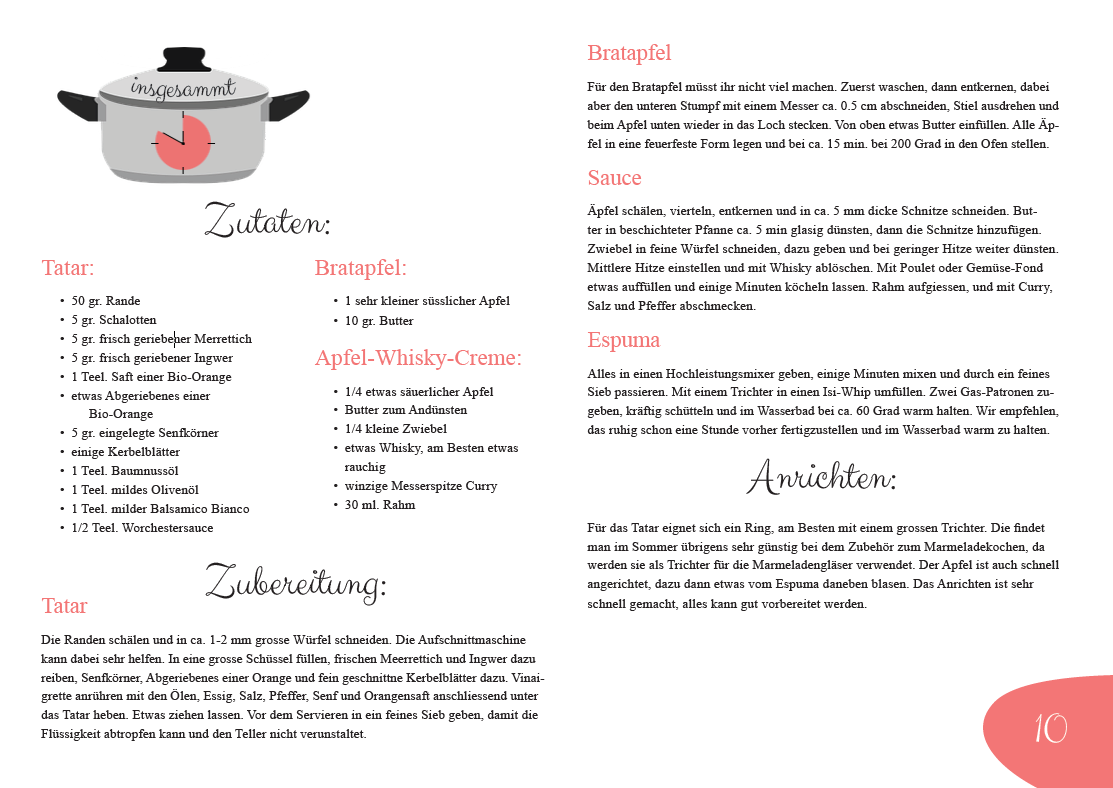 insgesammt
Zutaten:
Tatar:
• 50 gr. Rande
• 5 gr. Schalotten
• 5 gr. frisch geriebener Merrettich
• 5 gr. frisch geriebener Ingwer
• 1 Teel. Saft einer Bio-Orange
• etwas Abgeriebenes einer
Bio-Orange
• 5 gr. eingelegte Senfkörner
• einige Kerbelblätter
• 1 Teel. Baumnussöl
• 1 Teel. mildes Olivenöl
• 1 Teel. milder Balsamico Bianco
• 1/2 Teel. Worchestersauce
Bratapfel:
• 1 sehr kleiner süsslicher Apfel
• 10 gr. Butter
Apfel-Whisky-Creme:
• 1/4 etwas säuerlicher Apfel
• Butter zum Andünsten
• 1/4 kleine Zwiebel
• etwas Whisky, am Besten etwas
rauchig
• winzige Messerspitze Curry
• 30 ml. Rahm
Zubereitung:
Tatar
Die Randen schälen und in ca. 1-2 mm grosse Würfel schneiden. Die Aufschnittmaschine
kann dabei sehr helfen. In eine grosse Schüssel füllen, frischen Meerrettich und Ingwer dazu
reiben, Senfkörner, Abgeriebenes einer Orange und fein geschnittne Kerbelblätter dazu. Vinai-
grette anrühren mit den Ölen, Essig, Salz, Pfeffer, Senf und Orangensaft anschliessend unter
das Tatar heben. Etwas ziehen lassen. Vor dem Servieren in ein feines Sieb geben, damit die
Flüssigkeit abtropfen kann und den Teller nicht verunstaltet.
Bratapfel
Für den Bratapfel müsst ihr nicht viel machen. Zuerst waschen, dann entkernen, dabei
aber den unteren Stumpf mit einem Messer ca. 0.5 cm abschneiden, Stiel ausdrehen und
beim Apfel unten wieder in das Loch stecken. Von oben etwas Butter einfüllen. Alle Äp-
fel in eine feuerfeste Form legen und bei ca. 15 min. bei 200 Grad in den Ofen stellen.
Sauce
Äpfel schälen, vierteln, entkernen und in ca. 5 mm dicke Schnitze schneiden. But-
ter in beschichteter Pfanne ca. 5 min glasig dünsten, dann die Schnitze hinzufügen.
Zwiebel in feine Würfel schneiden, dazu geben und bei geringer Hitze weiter dünsten.
Mittlere Hitze einstellen und mit Whisky ablöschen. Mit Poulet oder Gemüse-Fond
etwas auffüllen und einige Minuten köcheln lassen. Rahm aufgiessen, und mit Curry,
Salz und Pfeffer abschmecken.
Espuma
Alles in einen Hochleistungsmixer geben, einige Minuten mixen und durch ein feines
Sieb passieren. Mit einem Trichter in einen Isi-Whip umfüllen. Zwei Gas-Patronen zu-
geben, kräftig schütteln und im Wasserbad bei ca. 60 Grad warm halten. Wir empfehlen,
das ruhig schon eine Stunde vorher fertigzustellen und im Wasserbad warm zu halten.
Anrichten:
Für das Tatar eignet sich ein Ring, am Besten mit einem grossen Trichter. Die findet
man im Sommer übrigens sehr günstig bei dem Zubehör zum Marmeladekochen, da
werden sie als Trichter für die Marmeladengläser verwendet. Der Apfel ist auch schnell
angerichtet, dazu dann etwas vom Espuma daneben blasen. Das Anrichten ist sehr
schnell gemacht, alles kann gut vorbereitet werden.
10